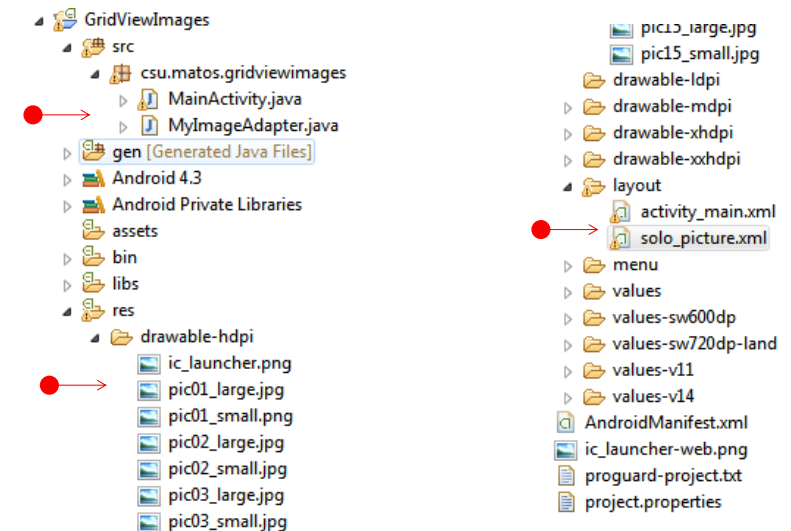 GridViewImages
src
csu.matos.gridviewimages
MainActivity.java
MyImageAdapter.java
gen [Generated Java Files]
Android 4.3
Android Private Libraries
assets
bin
libs
res
drawable-hdpi
ic_launcher.png
pic01_large.jpg
pic01_small.png
pic02_large.jpg
pic02_small.jpg
pic03_large.jpg
pic03_small.jpg
pic15_large.jpg
pic15_small.jpg
drawable-ldpi
drawable-mdpi
drawable-xhdpi
drawable-xxhdpi
layout
activity_main.xml
solo_picture.xml
menu
values
values-sw600dp
values-sw720dp-land
values-v11
values-v14
AndroidManifest.xml
ic_launcher-web.png
proguard-project.txt
project.properties